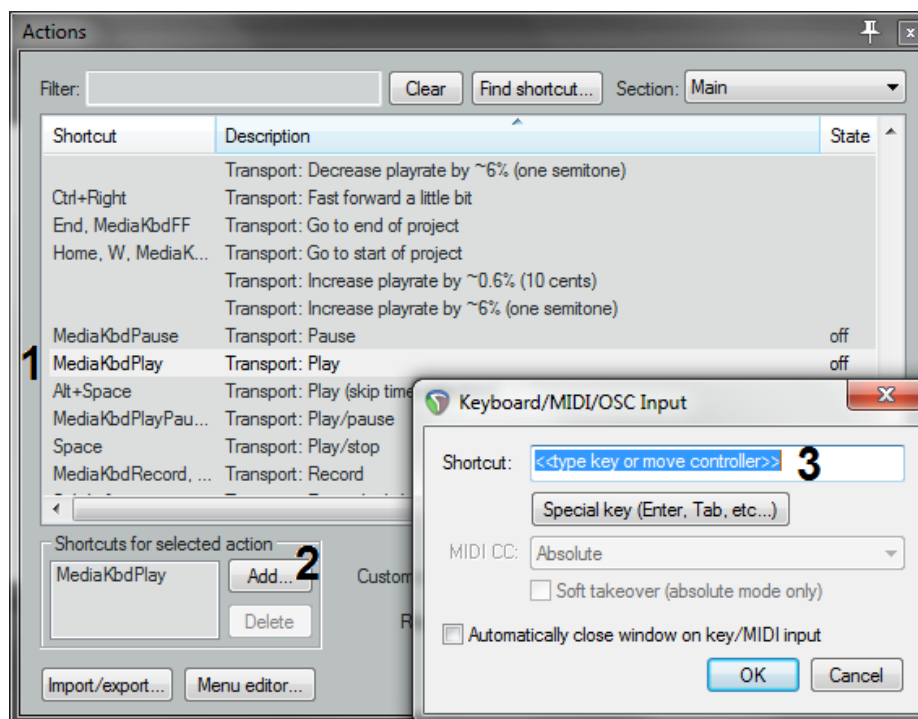 Actions
Filter: Clear Find shortcut... Section: Main
Shortcut Description State
Transport: Decrease playrate by ~6% (one semitone)
Ctrl+Right Transport: Fast forward a little bit
End, MediaKbdFF Transport: Go to end of project
Home, W, MediaK... Transport: Go to start of project
Transport: Increase playrate by ~0.6% (10 cents)
Transport: Increase playrate by ~6% (one semitone)
MediaKbdPause Transport: Pause off
1 MediaKbdPlay Transport: Play off
Alt+Space Transport: Play (skip time
MediaKbdPlayPau... Transport: Play/pause
Space Transport: Play/stop
MediaKbdRecord, ... Transport: Record
Keyboard/MIDI/OSC Input
Shortcut: <<type key or move controller>> 3
Special key (Enter, Tab, etc...)
MIDI CC: Absolute
Soft takeover (absolute mode only)
Automatically close window on key/MIDI input
OK Cancel
Shortcuts for selected action
MediaKbdPlay Add... 2 Custom
Delete R
Import/export... Menu editor...